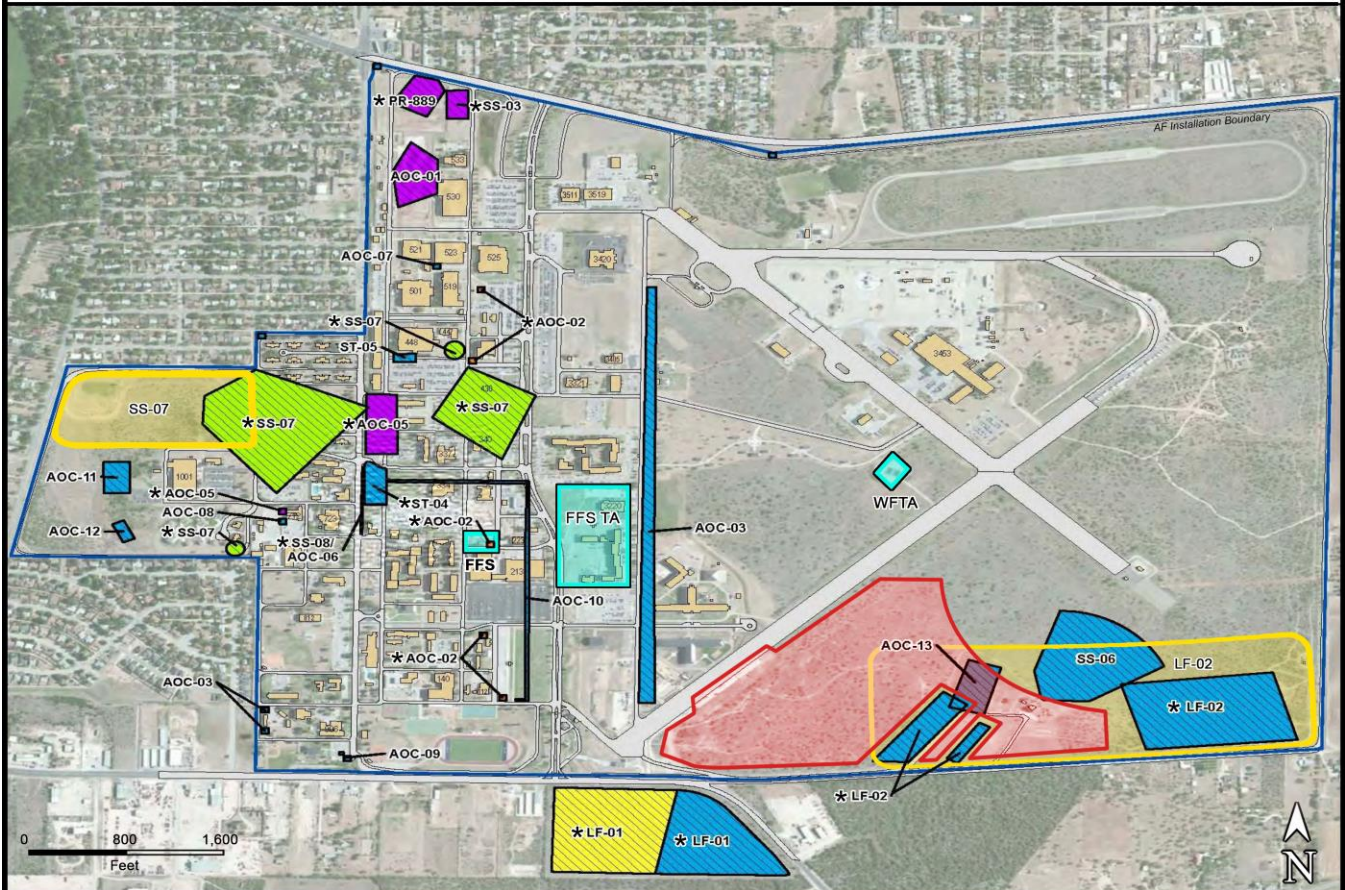 AF Installation Boundary
* PR-889
* SS-03
AOC-01
530
3511
3519
AOC-07
521
523
525
3420
501
519
* AOC-02
* SS-07
448
ST-05
3453
SS-07
* SS-07
* AOC-05
* SS-07
438
340
AOC-11
1001
* AOC-05
AOC-08
AOC-12
* SS-07
* ST-04
* AOC-02
* SS-08/
AOC-06
FFS
FFS TA
AOC-03
WFTA
213
AOC-10
* AOC-02
140
AOC-03
AOC-09
AOC-13
SS-06
LF-02
* LF-02
* LF-02
* LF-01
* LF-01
0
800
1,600
Feet
N